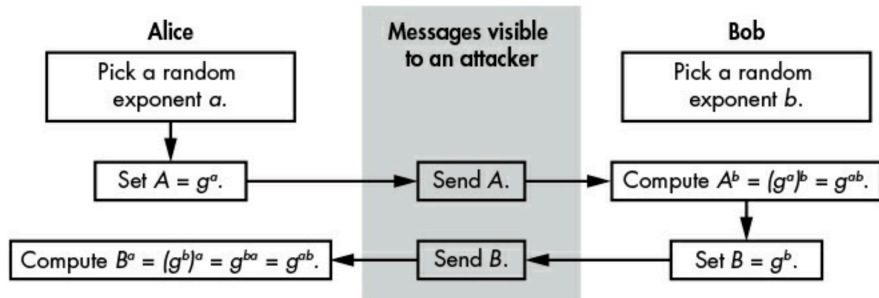 Alice
Messages visible
to an attacker
Bob
Pick a random
exponent a.
Pick a random
exponent b.
Set A = gᵃ.
Send A.
Compute Aᵇ = (gᵃ)ᵇ = gᵃᵇ.
Compute Bᵃ = (gᵇ)ᵃ = gᵇᵃ = gᵃᵇ.
Send B.
Set B = gᵇ.